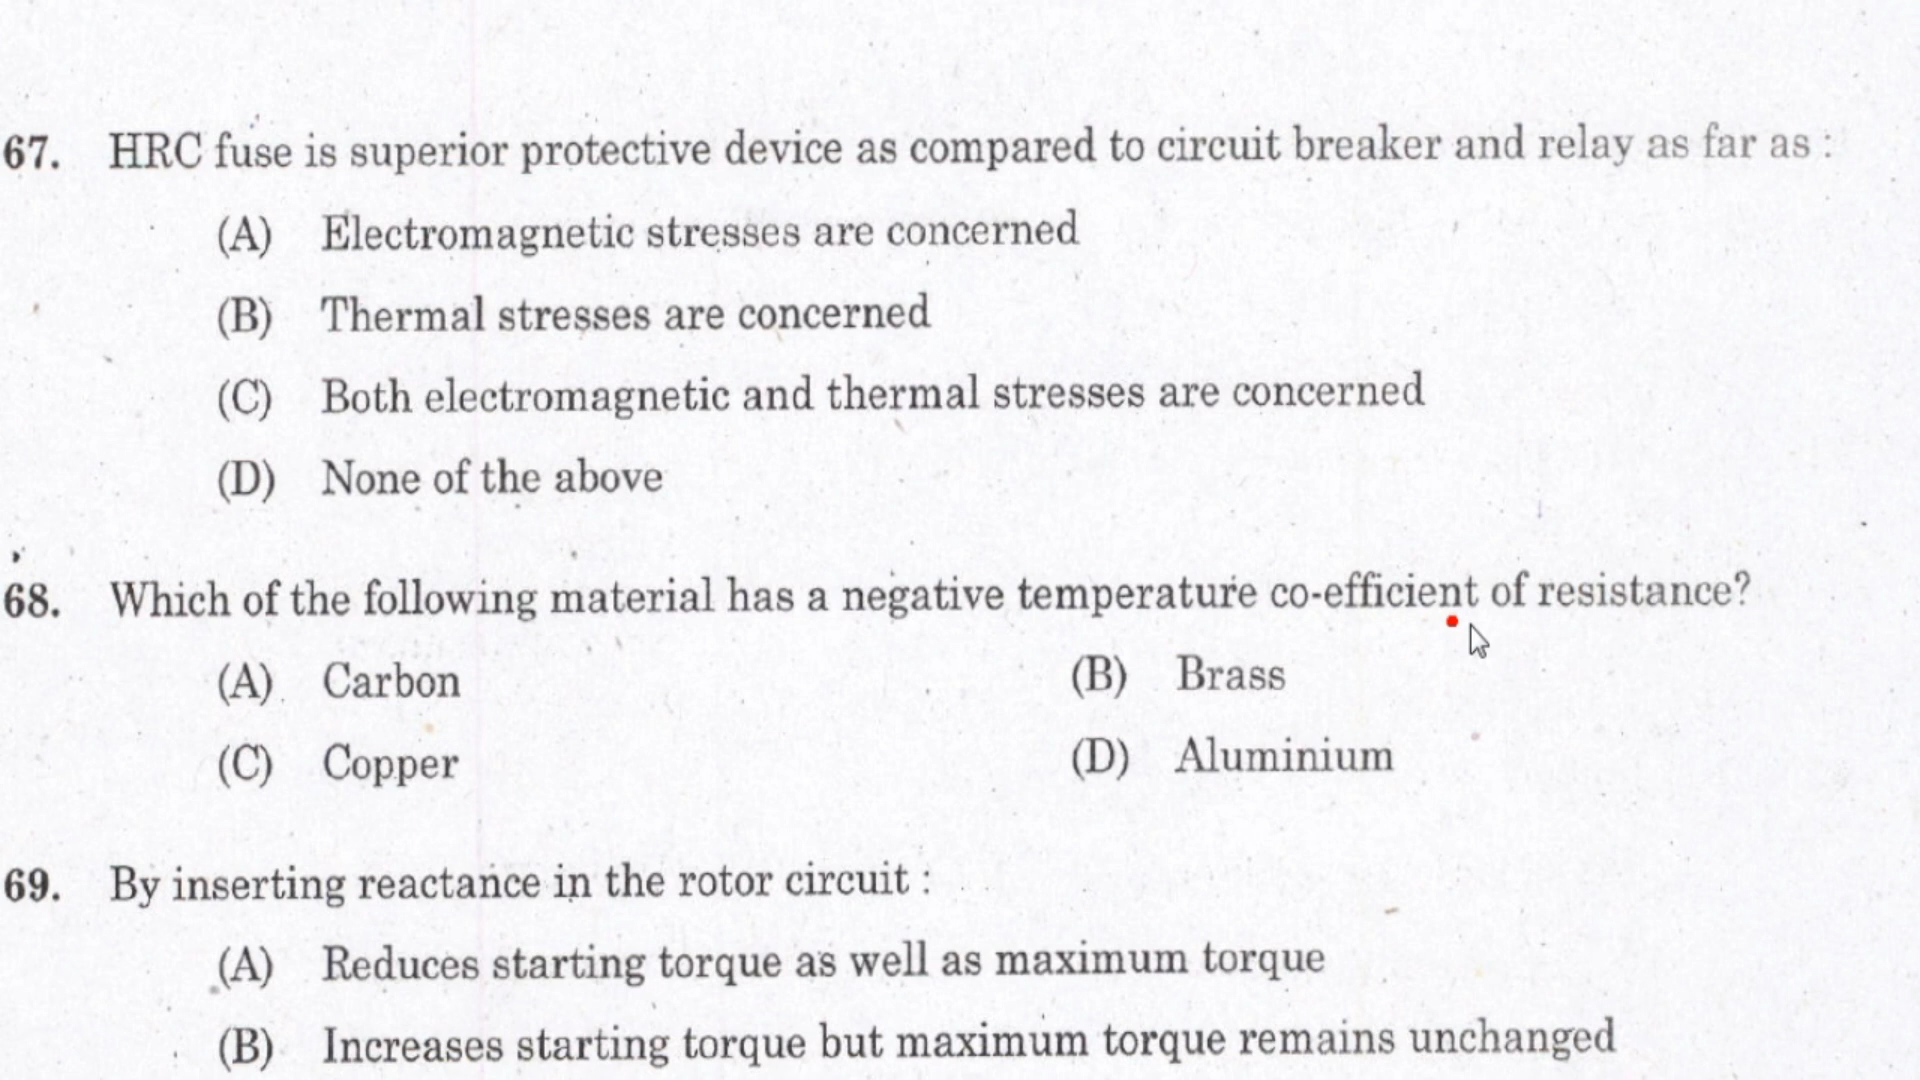 67. HRC fuse is superior protective device as compared to circuit breaker and relay as far as :
(A) Electromagnetic stresses are concerned
(B) Thermal stresses are concerned
(C) Both electromagnetic and thermal stresses are concerned
(D) None of the above
68. Which of the following material has a negative temperature co-efficient of resistance?
(A) Carbon (B) Brass
(C) Copper (D) Aluminium
69. By inserting reactance in the rotor circuit :
(A) Reduces starting torque as well as maximum torque
(B) Increases starting torque but maximum torque remains unchanged